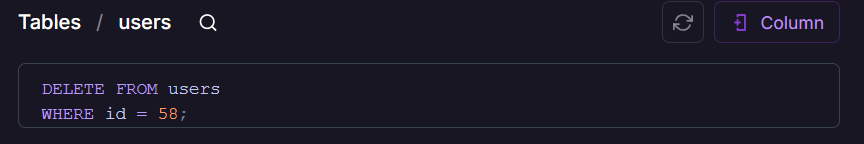 Tables / users
Column
DELETE FROM users
WHERE id = 58;